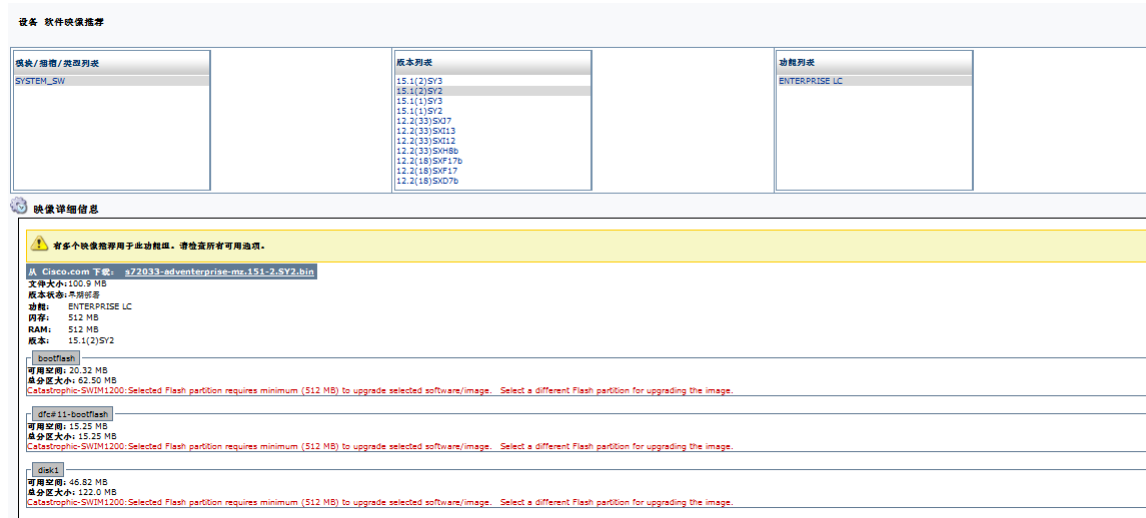 设备 软件映像推荐
模块/插槽/类型列表
SYSTEM_SW
版本列表
15.1(2)SY3
15.1(2)SY2
15.1(1)SY3
15.1(1)SY2
12.2(33)SXJ7
12.2(33)SXI13
12.2(33)SXI12
12.2(33)SXH8b
12.2(18)SXF17b
12.2(18)SXF17
12.2(18)SXD7b
功能列表
ENTERPRISE LC
映像详细信息
有多个映像推荐用于此功能组。请检查所有可用选项。
从 Cisco.com 下载: s72033-adventerprise-mz.151-2.SY2.bin
文件大小:100.9 MB
版本状态:早期部署
功能: ENTERPRISE LC
闪存: 512 MB
RAM: 512 MB
版本: 15.1(2)SY2
bootflash
可用空间: 20.32 MB
总分区大小: 62.50 MB
Catastrophic-SWIM1200:Selected Flash partition requires minimum (512 MB) to upgrade selected software/image. Select a different Flash partition for upgrading the image.
dfc#11-bootflash
可用空间: 15.25 MB
总分区大小: 15.25 MB
Catastrophic-SWIM1200:Selected Flash partition requires minimum (512 MB) to upgrade selected software/image. Select a different Flash partition for upgrading the image.
disk1
可用空间: 46.82 MB
总分区大小: 122.0 MB
Catastrophic-SWIM1200:Selected Flash partition requires minimum (512 MB) to upgrade selected software/image. Select a different Flash partition for upgrading the image.